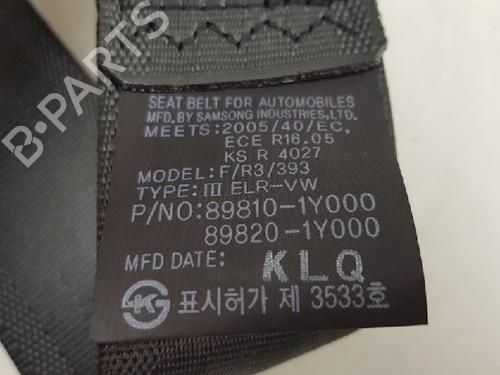 SEAT BELT FOR AUTOMOBILES
MFD. BY SAMSONG INDUSTRIES, LTD.
MEETS: 2005/40/EC,
ECE R16.05
KS R 4027
MODEL: F/R3/393
TYPE: III ELR-VW
P/NO: 89810-1Y000
89820-1Y000
MFD DATE: KLQ
표시허가 제 3533호
B-PARTS